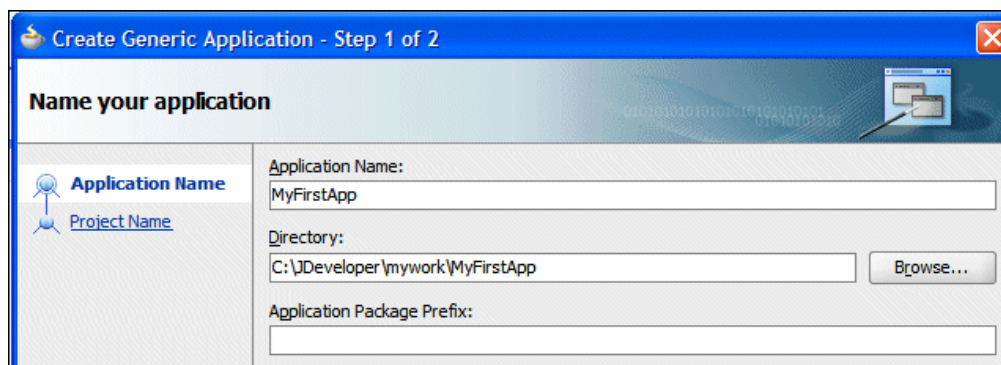 Create Generic Application - Step 1 of 2
Name your application
Application Name
Project Name
Application Name:
MyFirstApp
Directory:
C:\JDeveloper\mywork\MyFirstApp
Browse...
Application Package Prefix: